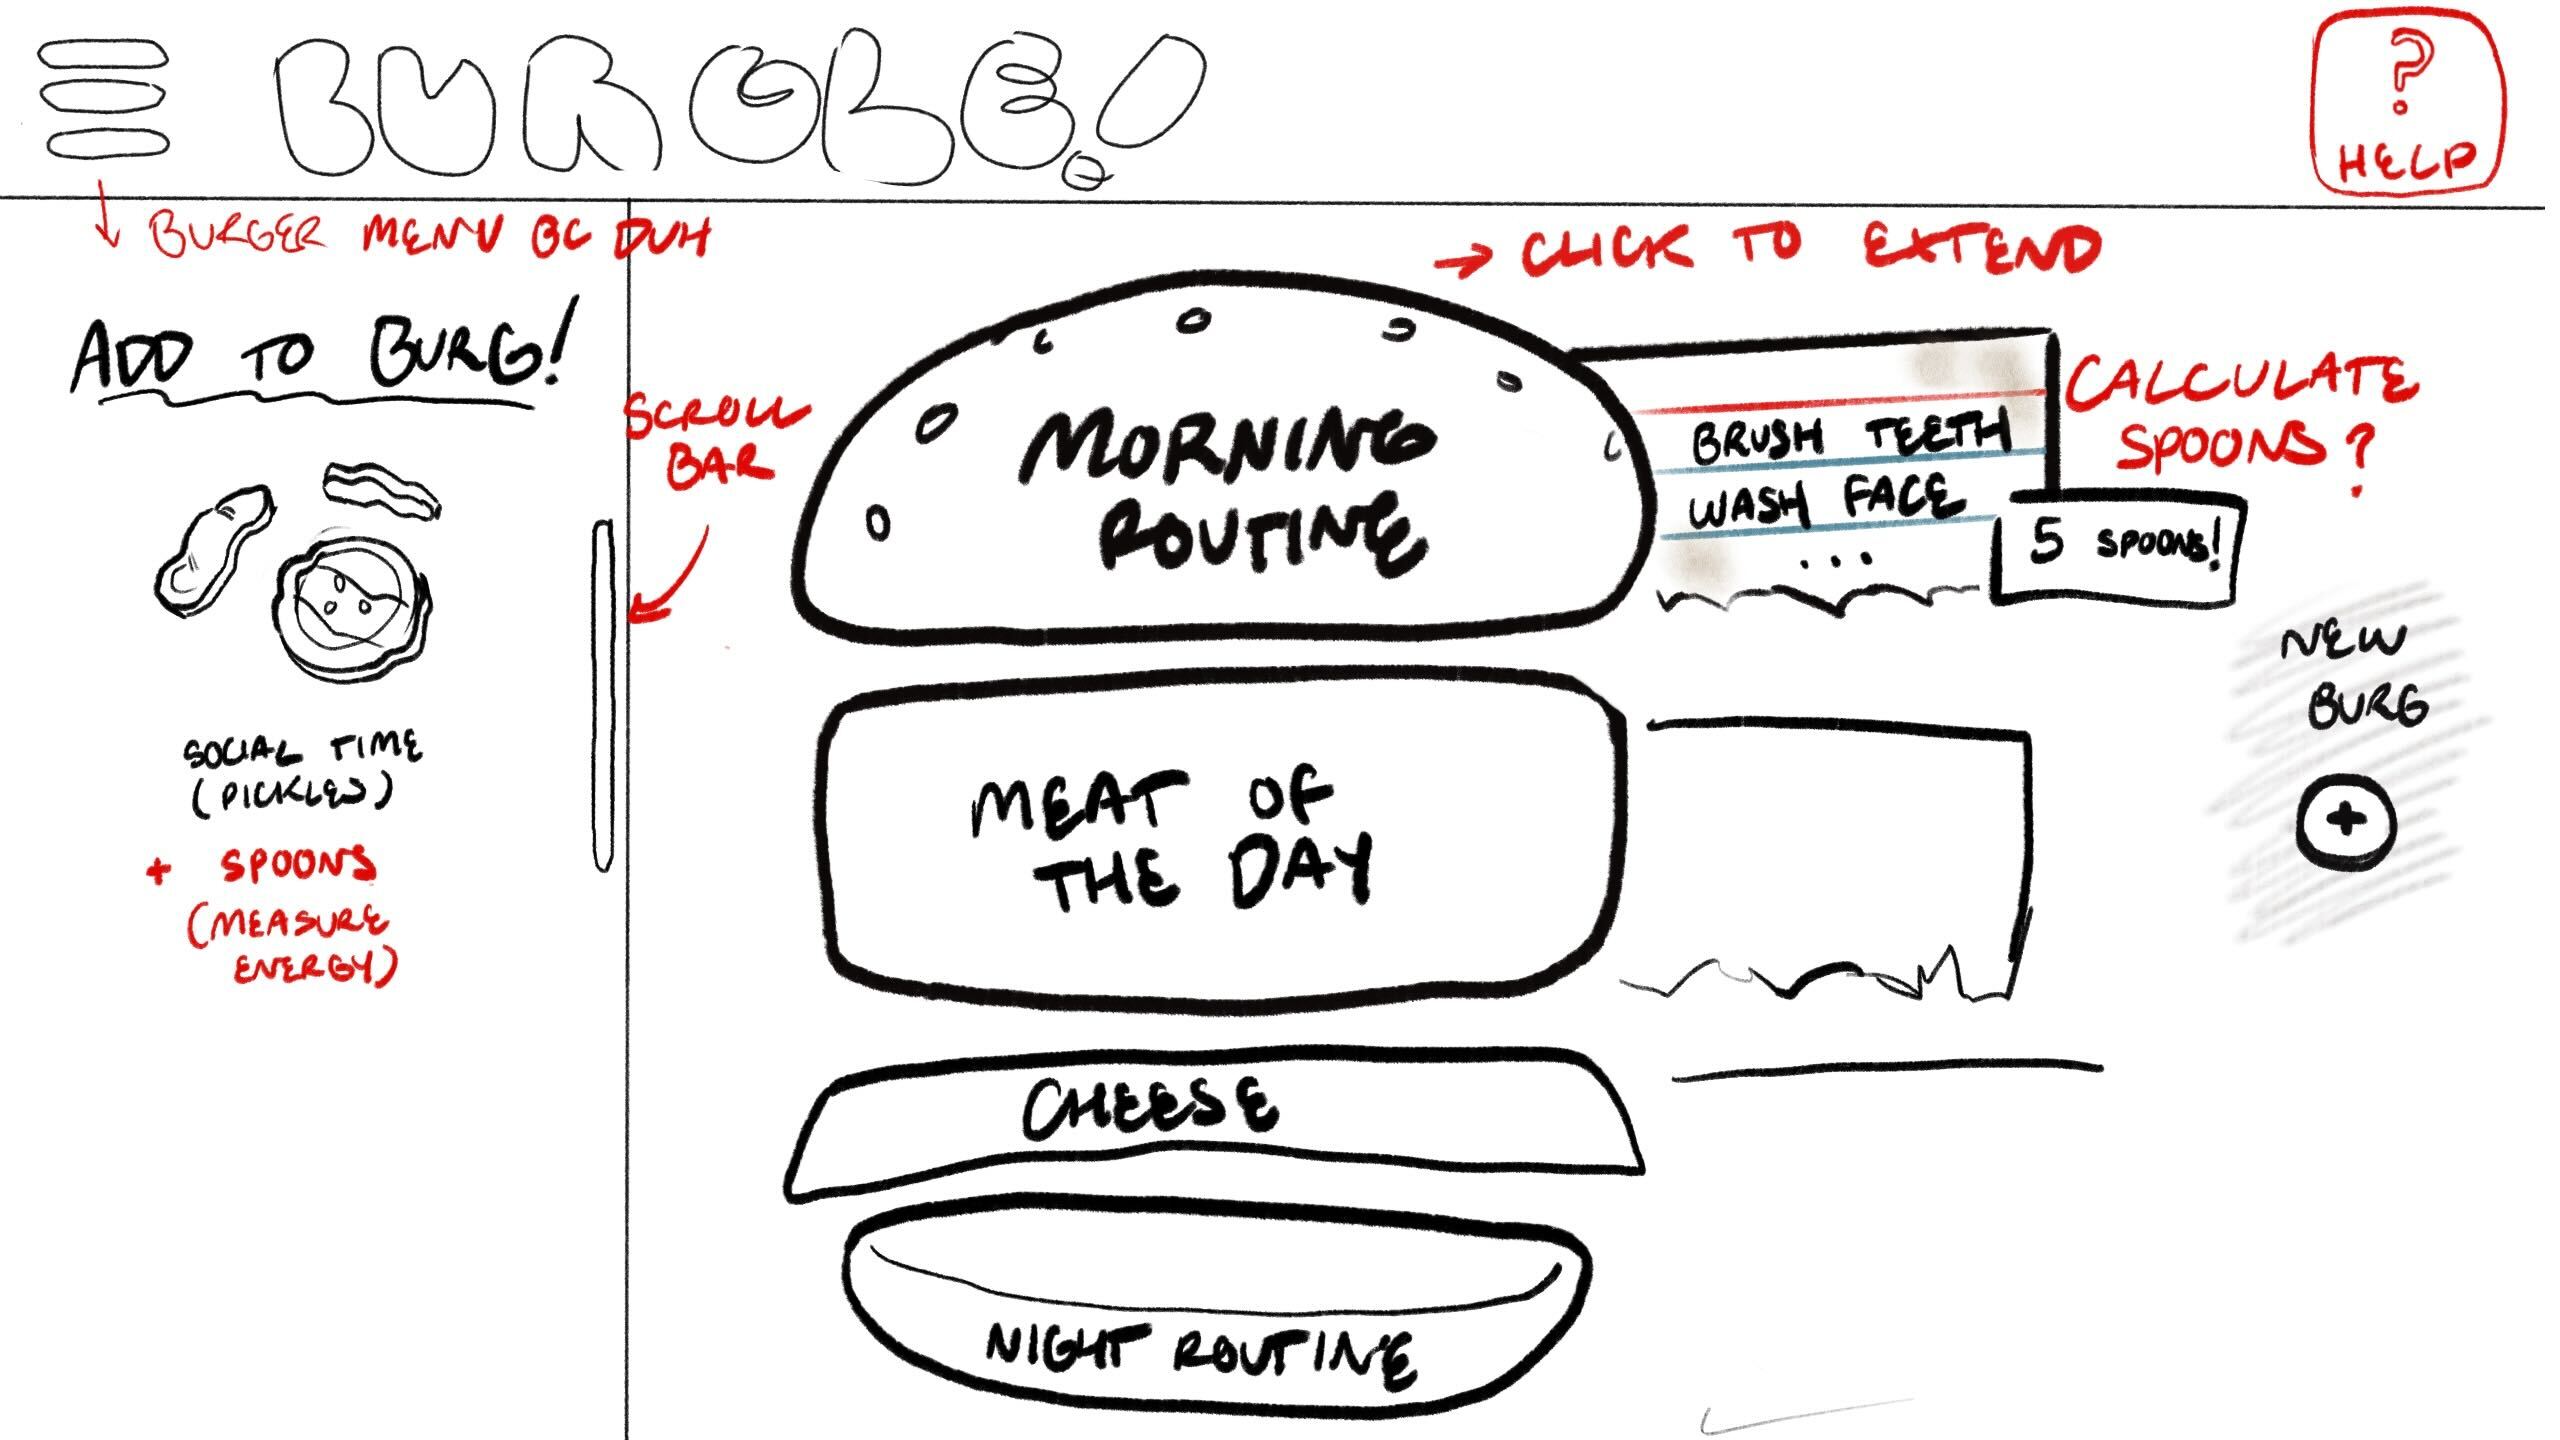 BURGLE!
? HELP
↓ BURGER MENU BC DUH
→ CLICK TO EXTEND
ADD TO BURG!
SCROLL
BAR
SOCIAL TIME
(PICKLES)
+ SPOONS
(MEASURE
ENERGY)
MORNING
ROUTINE
BRUSH TEETH
WASH FACE
...
CALCULATE
SPOONS?
5 SPOONS!
NEW
BURG
+
MEAT OF
THE DAY
CHEESE
NIGHT ROUTINE